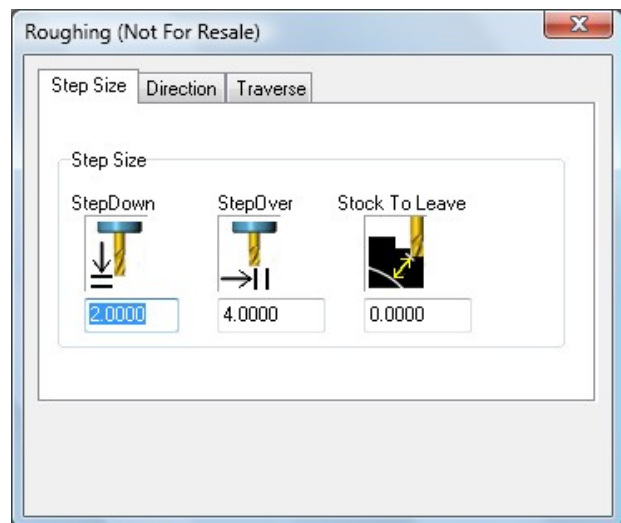 Roughing (Not For Resale)
Step Size Direction Traverse
Step Size
StepDown StepOver Stock To Leave
2.0000 4.0000 0.0000